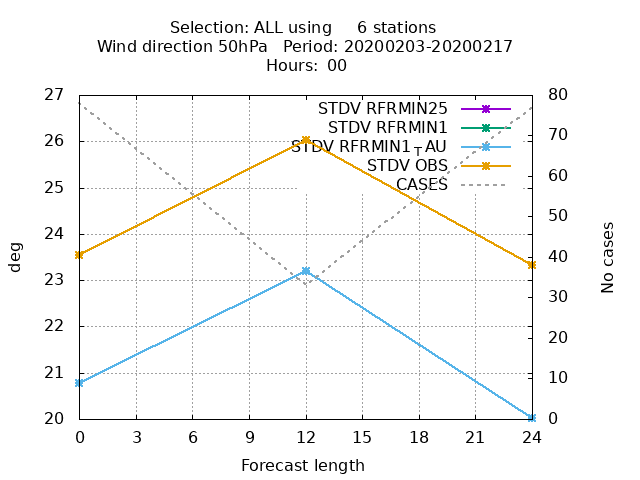 Selection: ALL using     6 stations
Wind direction 50hPa   Period: 20200203-20200217
Hours: 00
27
26
25
24
23
22
21
20
80
70
60
50
40
30
20
10
0
STDV RFRMIN25
STDV RFRMIN1
STDV RFRMIN1TAU
STDV OBS
CASES
deg
No cases
0 3 6 9 12 15 18 21 24
Forecast length